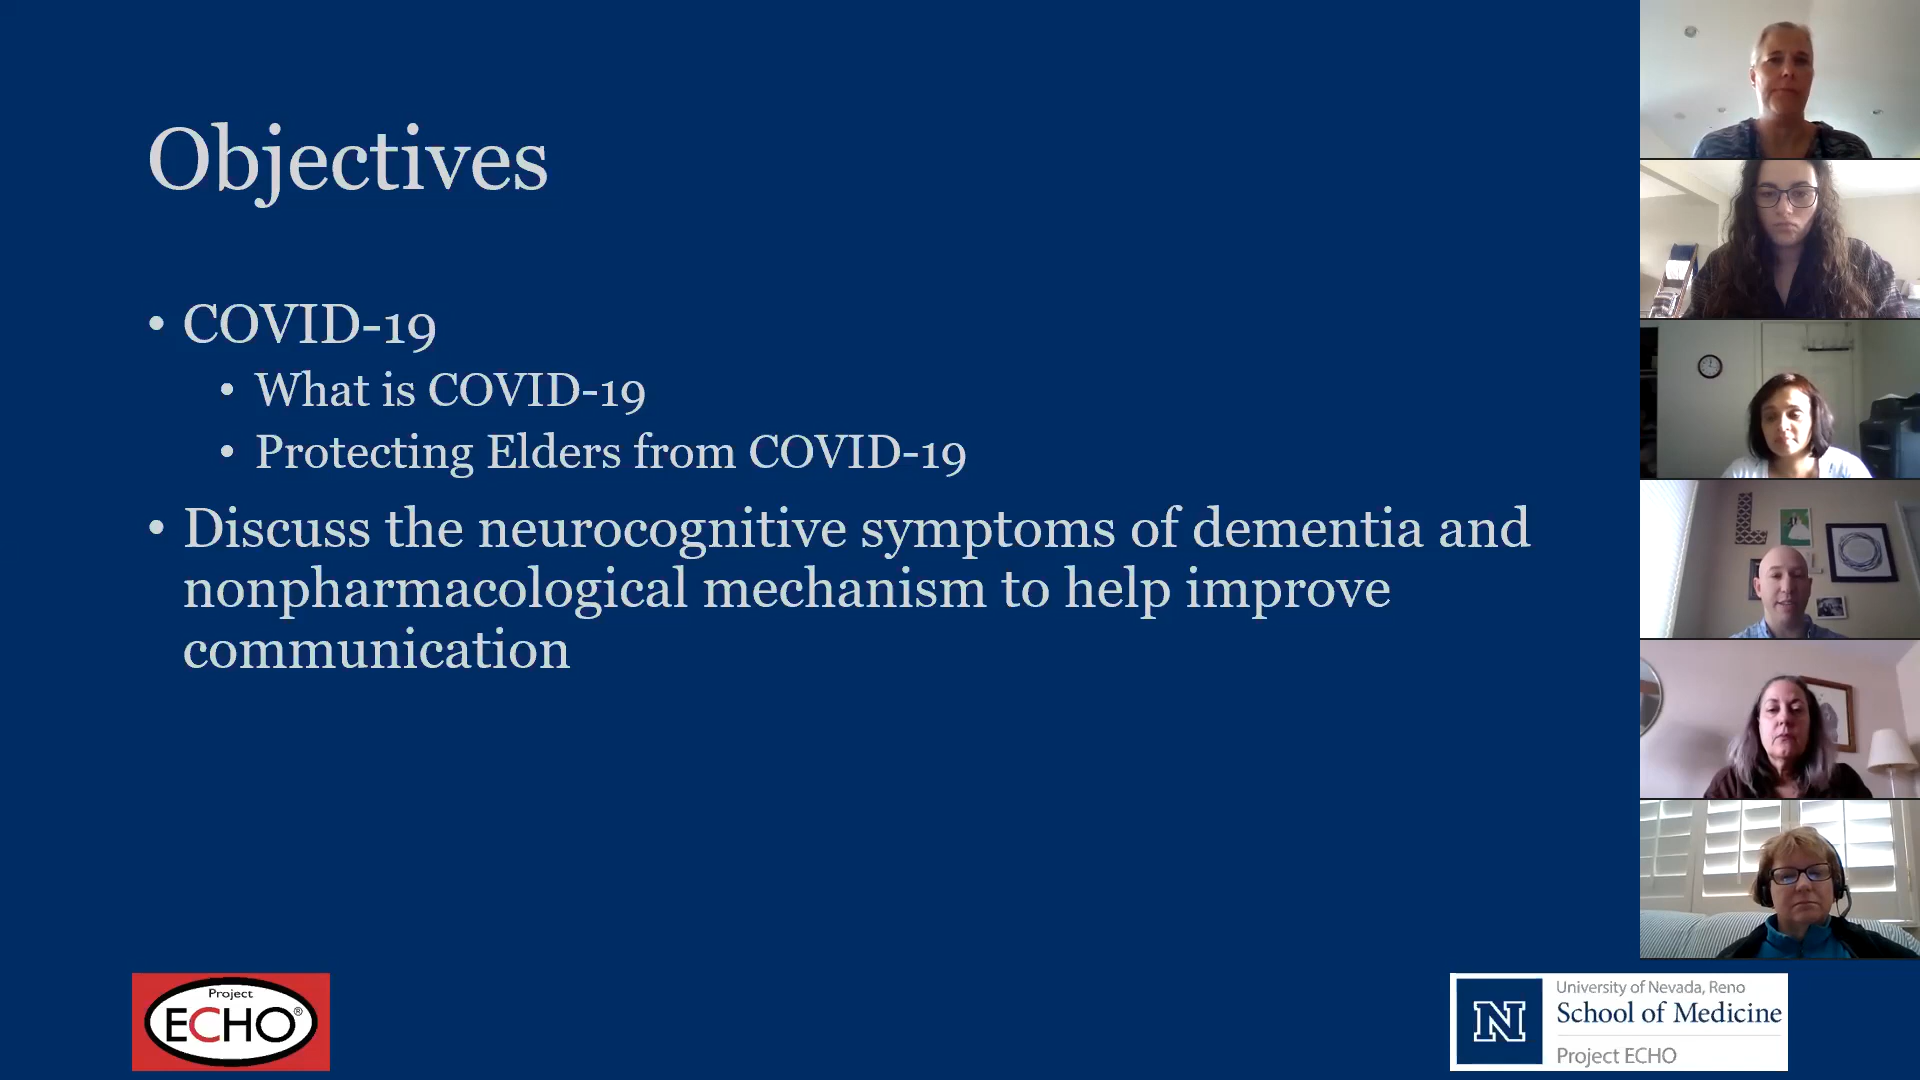 Objectives
• COVID-19
• What is COVID-19
• Protecting Elders from COVID-19
• Discuss the neurocognitive symptoms of dementia and
nonpharmacological mechanism to help improve
communication
Project
ECHO®
N
University of Nevada, Reno
School of Medicine
Project ECHO
L